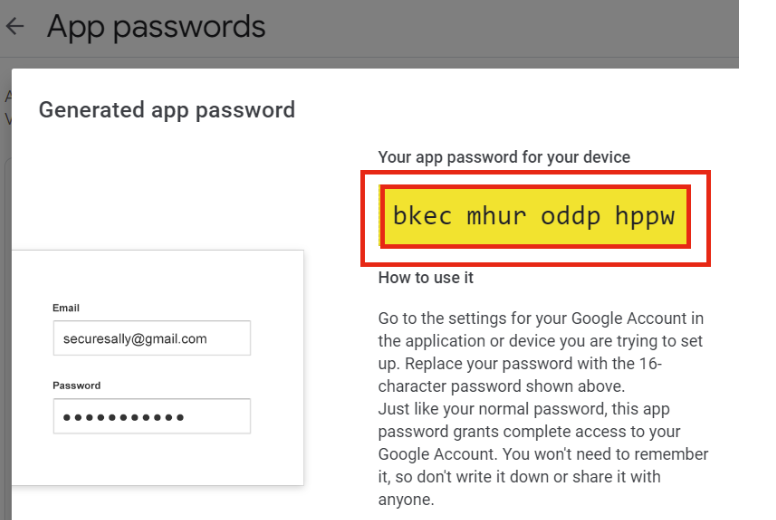 ← App passwords
Generated app password
Your app password for your device
bkec mhur oddp hppw
How to use it
Go to the settings for your Google Account in
the application or device you are trying to set
up. Replace your password with the 16-
character password shown above.
Just like your normal password, this app
password grants complete access to your
Google Account. You won't need to remember
it, so don't write it down or share it with
anyone.
Email
securesally@gmail.com
Password
•••••••••••